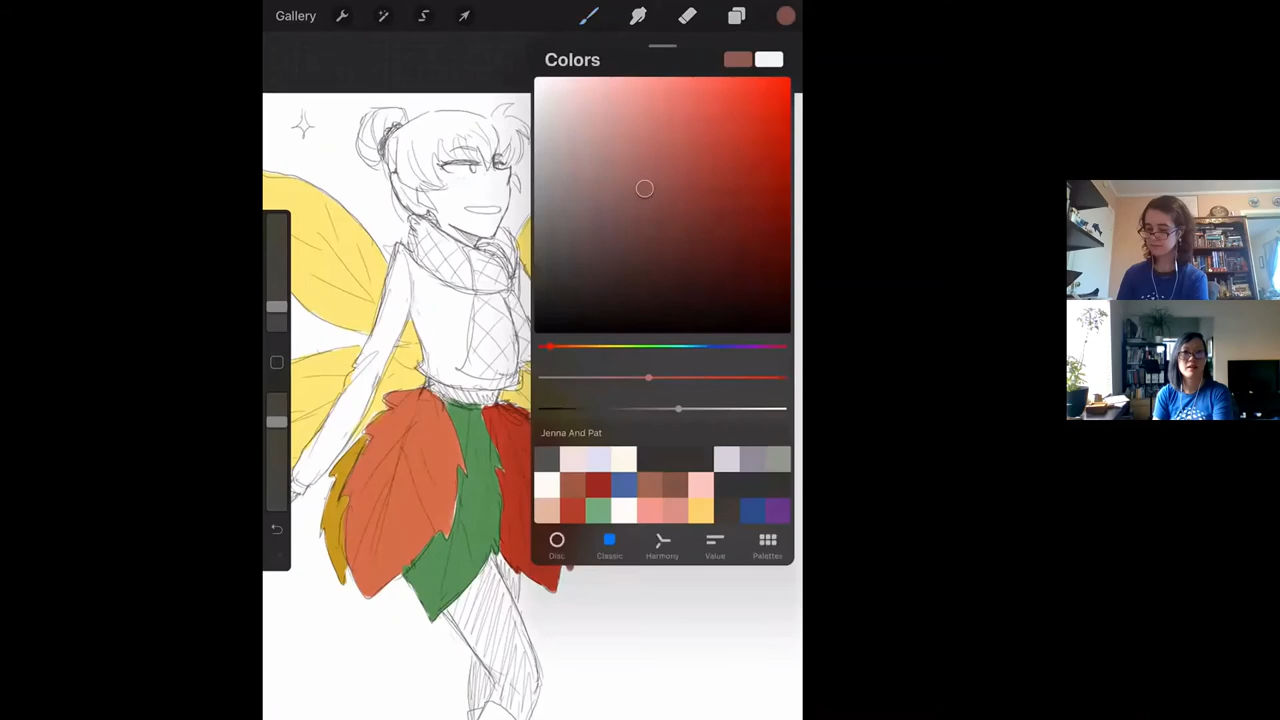 Gallery
Colors
Jenna And Pat
Disc
Classic
Harmony
Value
Palettes